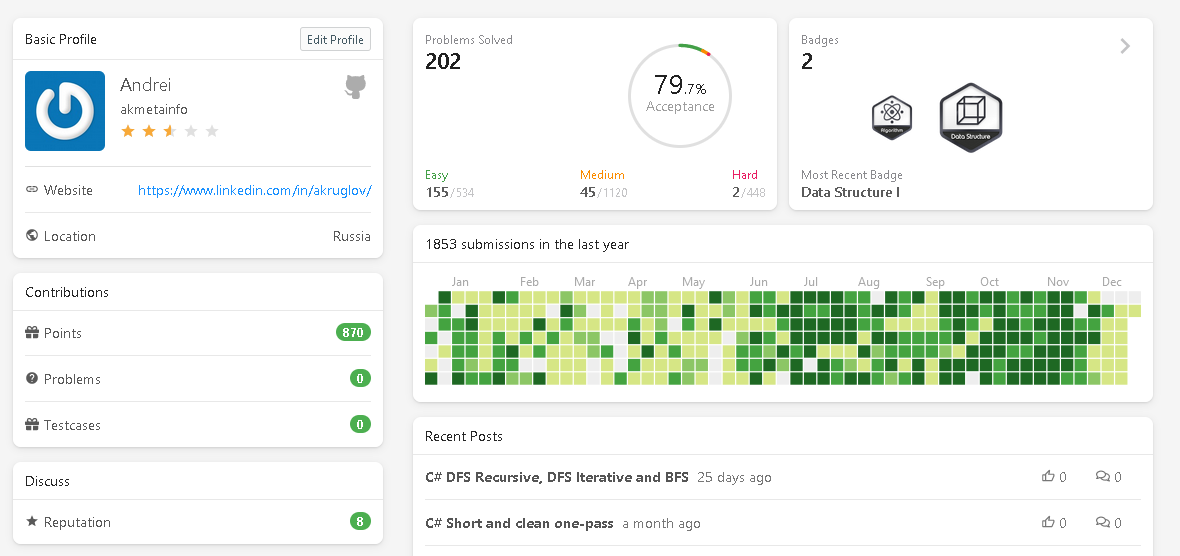 Basic Profile
Edit Profile
Andrei
akmetainfo
Website
https://www.linkedin.com/in/akruglov/
Location
Russia
Contributions
Points
870
Problems
0
Testcases
0
Discuss
Reputation
8
Problems Solved
202
79.7%
Acceptance
Easy
Medium
Hard
155/534
45/1120
2/448
Badges
2
Algorithm
Data Structure
Most Recent Badge
Data Structure I
1853 submissions in the last year
Jan Feb Mar Apr May Jun Jul Aug Sep Oct Nov Dec
Recent Posts
C# DFS Recursive, DFS Iterative and BFS 25 days ago 0 0
C# Short and clean one-pass a month ago 0 0